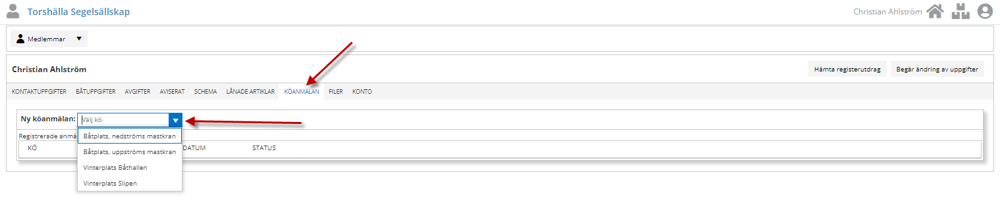 Torshälla Segelsällskap
Christian Ahlström
Medlemmar
Christian Ahlström
Hämta registerutdrag
Begär ändring av uppgifter
KONTAKTUPPGIFTER BÅTUPPGIFTER AVGIFTER AVISERAT SCHEMA LÅNADE ARTIKLAR KÖANMÄLAN FILER KONTO
Ny köanmälan: Välj kö
Båtplats, nedströms mastkran
Båtplats, uppströms mastkran
Vinterplats Båthallen
Vinterplats Slipen
Registrerade anmä
KÖ DATUM STATUS